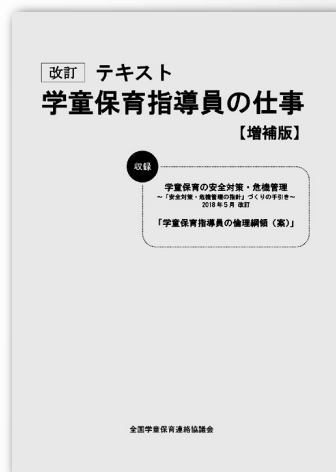 改訂 テキスト
学童保育指導員の仕事
【増補版】
収録
学童保育の安全対策・危機管理
～「安全対策・危機管理の指針」づくりの手引き～
2018年5月 改訂
「学童保育指導員の倫理綱領（案）」
全国学童保育連絡協議会